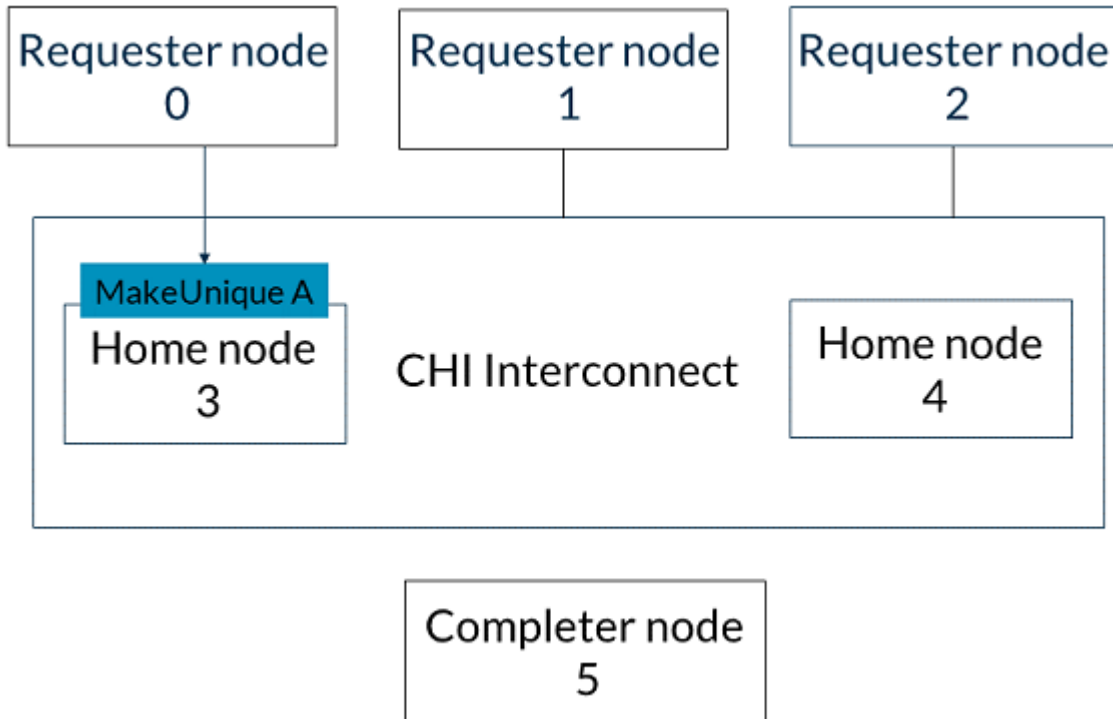 Requester node
0
Requester node
1
Requester node
2
MakeUnique A
Home node
3
CHI Interconnect
Home node
4
Completer node
5